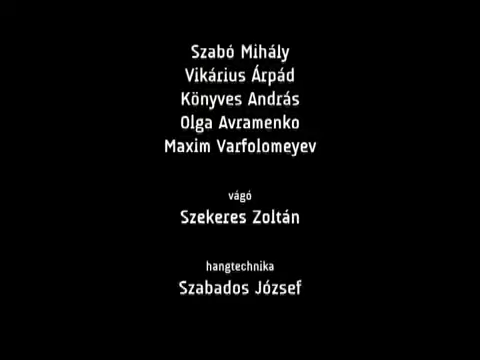 Szabó Mihály
Vikárius Árpád
Könyves András
Olga Avramenko
Maxim Varfolomeyev
vágó
Szekeres Zoltán
hangtechnika
Szabados József